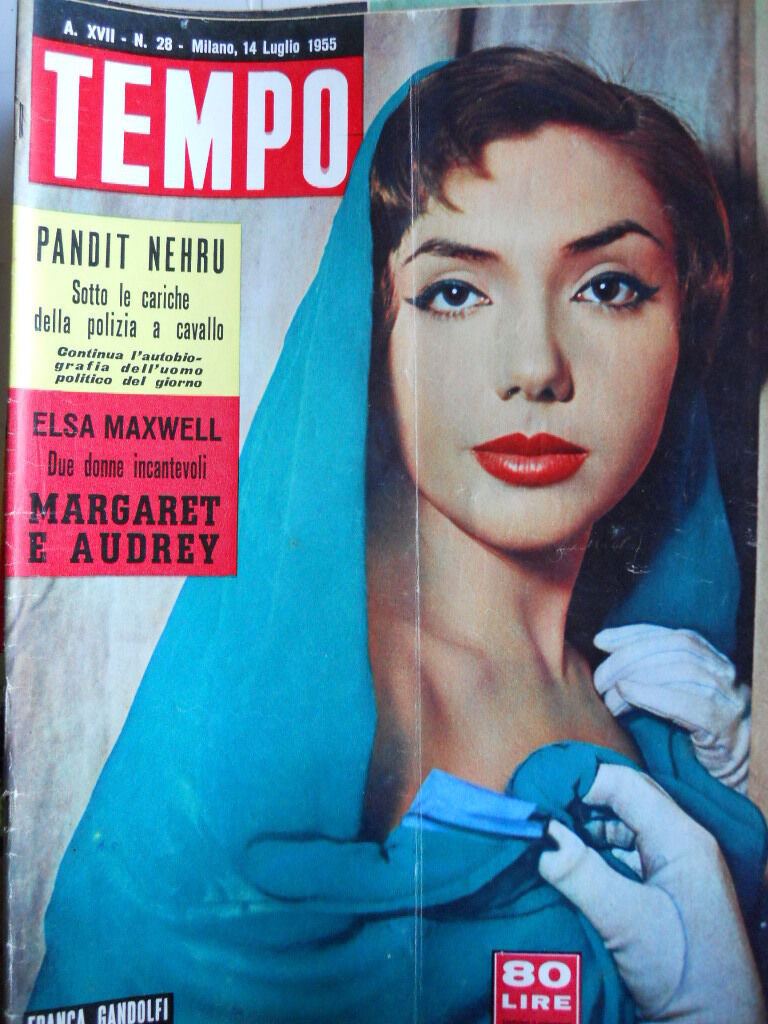 A. XVII - N. 28 - Milano, 14 Luglio 1955
TEMPO
PANDIT NEHRU
Sotto le cariche
della polizia a cavallo
Continua l'autobio-
grafia dell'uomo
politico del giorno
ELSA MAXWELL
Due donne incantevoli
MARGARET
E AUDREY
80
LIRE
FRANCA GANDOLFI